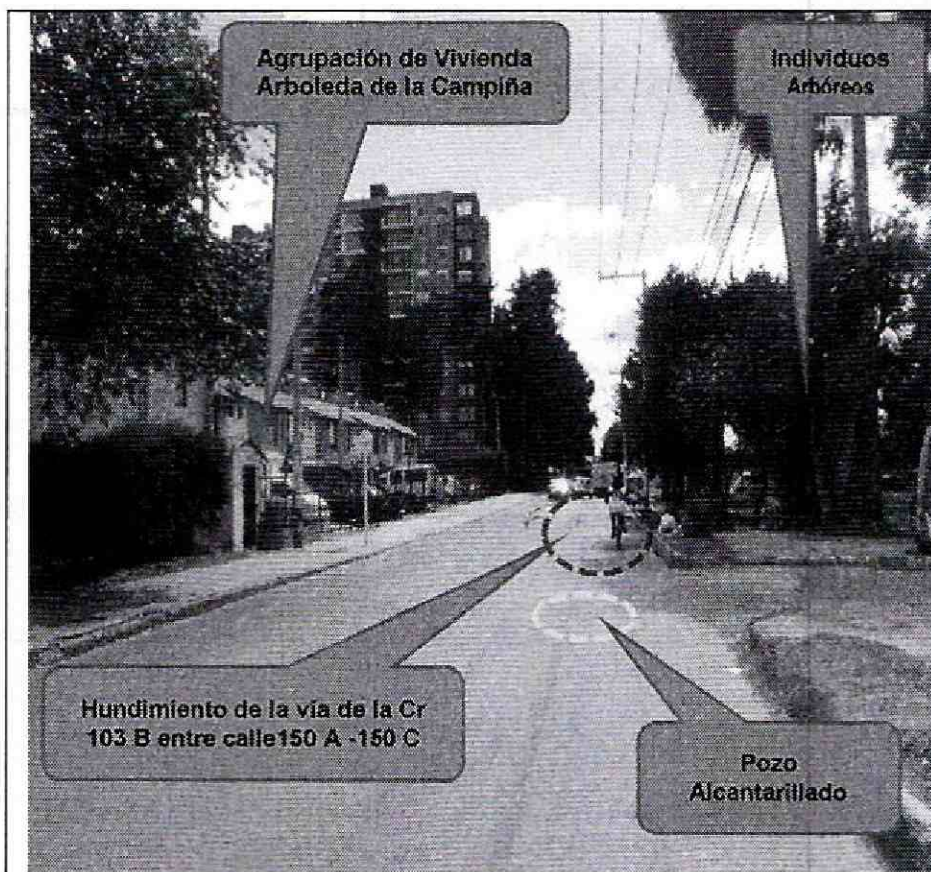 Agrupación de Vivienda
Arboleda de la Campiña
Individuos
Arbóreos
Hundimiento de la vía de la Cr
103 B entre calle150 A -150 C
Pozo
Alcantarillado